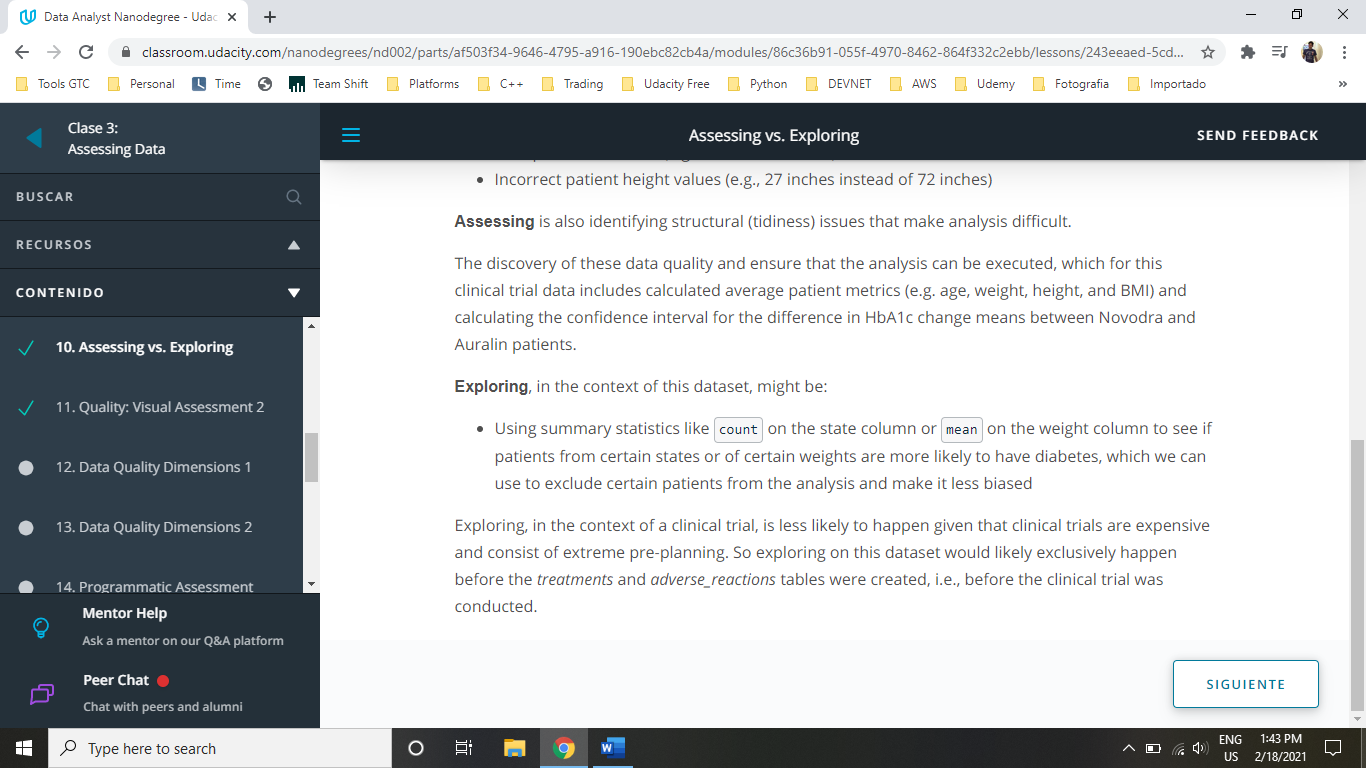 Data Analyst Nanodegree - Udac
classroom.udacity.com/nanodegrees/nd002/parts/af503f34-9646-4795-a916-190ebc82cb4a/modules/86c36b91-055f-4970-8462-864f332c2ebb/lessons/243eeaed-5cd...
Tools GTC Personal Time Team Shift Platforms C++ Trading Udacity Free Python DEVNET AWS Udemy Fotografia Importado »
Clase 3:
Assessing Data
Assessing vs. Exploring
SEND FEEDBACK
BUSCAR
RECURSOS
CONTENIDO
10. Assessing vs. Exploring
11. Quality: Visual Assessment 2
12. Data Quality Dimensions 1
13. Data Quality Dimensions 2
14. Programmatic Assessment
Mentor Help
Ask a mentor on our Q&A platform
Peer Chat
Chat with peers and alumni
• Incorrect patient height values (e.g., 27 inches instead of 72 inches)
Assessing is also identifying structural (tidiness) issues that make analysis difficult.
The discovery of these data quality and ensure that the analysis can be executed, which for this
clinical trial data includes calculated average patient metrics (e.g. age, weight, height, and BMI) and
calculating the confidence interval for the difference in HbA1c change means between Novodra and
Auralin patients.
Exploring, in the context of this dataset, might be:
• Using summary statistics like count on the state column or mean on the weight column to see if
patients from certain states or of certain weights are more likely to have diabetes, which we can
use to exclude certain patients from the analysis and make it less biased
Exploring, in the context of a clinical trial, is less likely to happen given that clinical trials are expensive
and consist of extreme pre-planning. So exploring on this dataset would likely exclusively happen
before the treatments and adverse_reactions tables were created, i.e., before the clinical trial was
conducted.
SIGUIENTE
Type here to search
ENG
US
1:43 PM
2/18/2021